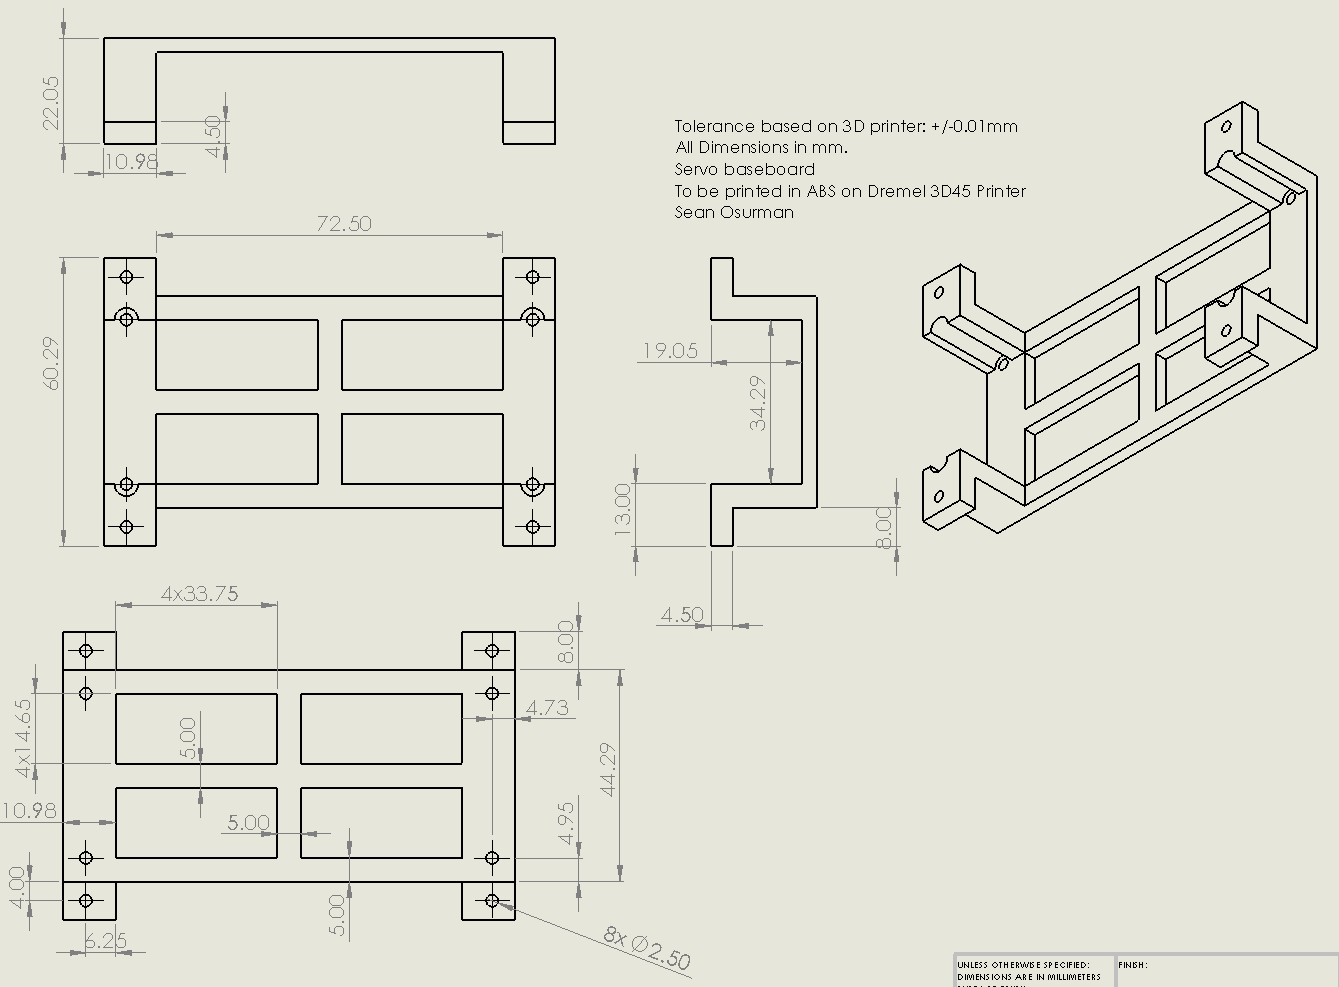 22.05
10.98
4.50
Tolerance based on 3D printer: +/-0.01mm
All Dimensions in mm.
Servo baseboard
To be printed in ABS on Dremel 3D45 Printer
Sean Osurman
72.50
60.29
19.05
34.29
13.00
8.00
4.50
4x33.75
8.00
4x14.65
5.00
4.73
44.29
10.98
5.00
4.95
4.00
5.00
6.25
8x ∅2.50
UNLESS OTHERWISE SPECIFIED:
FINISH:
DIMENSIONS ARE IN MILLIMETERS